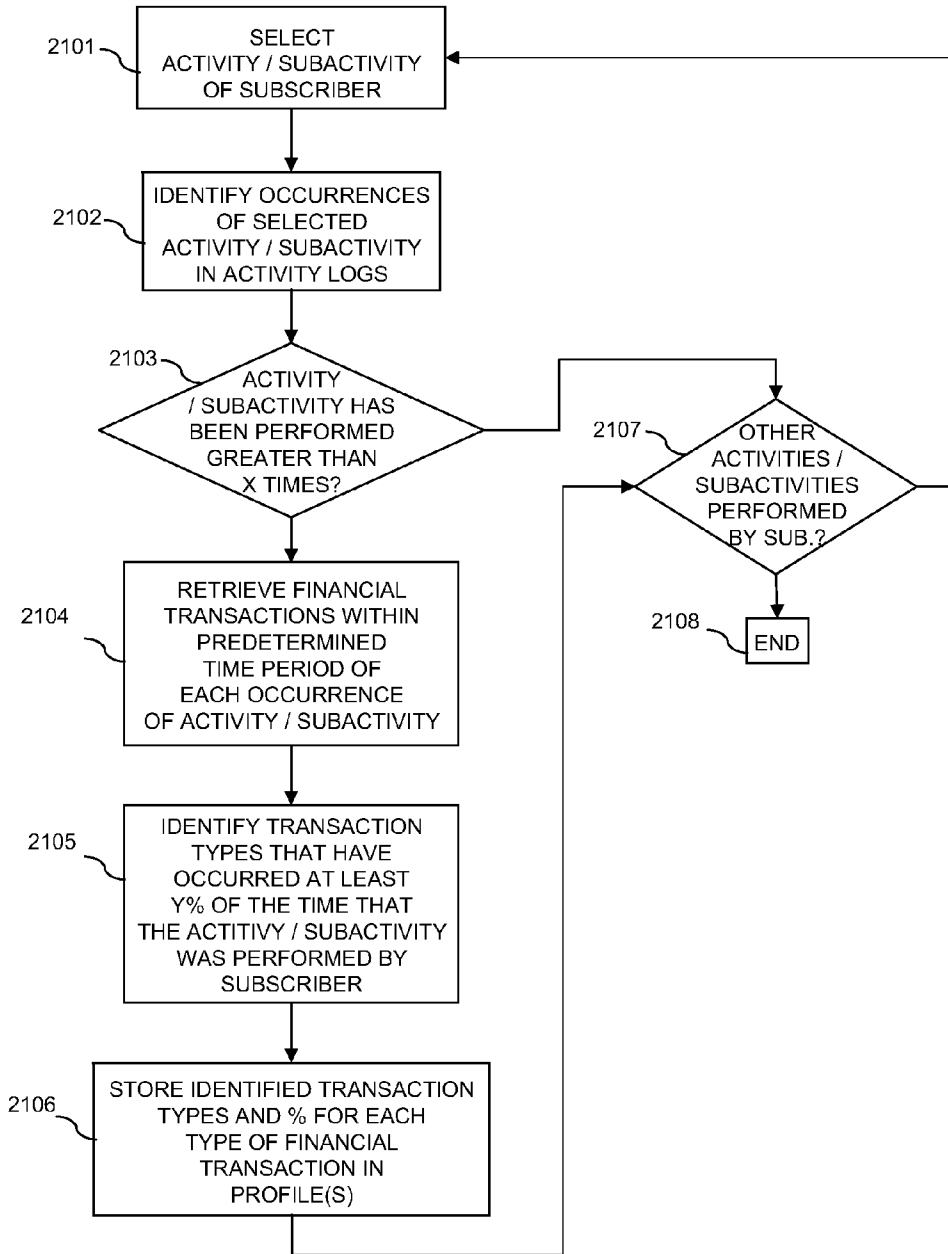 2101
SELECT
ACTIVITY / SUBACTIVITY
OF SUBSCRIBER
2102
IDENTIFY OCCURRENCES
OF SELECTED
ACTIVITY / SUBACTIVITY
IN ACTIVITY LOGS
2103
ACTIVITY
/ SUBACTIVITY HAS
BEEN PERFORMED
GREATER THAN
X TIMES?
2104
RETRIEVE FINANCIAL
TRANSACTIONS WITHIN
PREDETERMINED
TIME PERIOD OF
EACH OCCURRENCE
OF ACTIVITY / SUBACTIVITY
2105
IDENTIFY TRANSACTION
TYPES THAT HAVE
OCCURRED AT LEAST
Y% OF THE TIME THAT
THE ACTITIVY / SUBACTIVITY
WAS PERFORMED BY
SUBSCRIBER
2106
STORE IDENTIFIED TRANSACTION
TYPES AND % FOR EACH
TYPE OF FINANCIAL
TRANSACTION IN
PROFILE(S)
2107
OTHER
ACTIVITIES /
SUBACTIVITIES
PERFORMED
BY SUB.?
2108
END